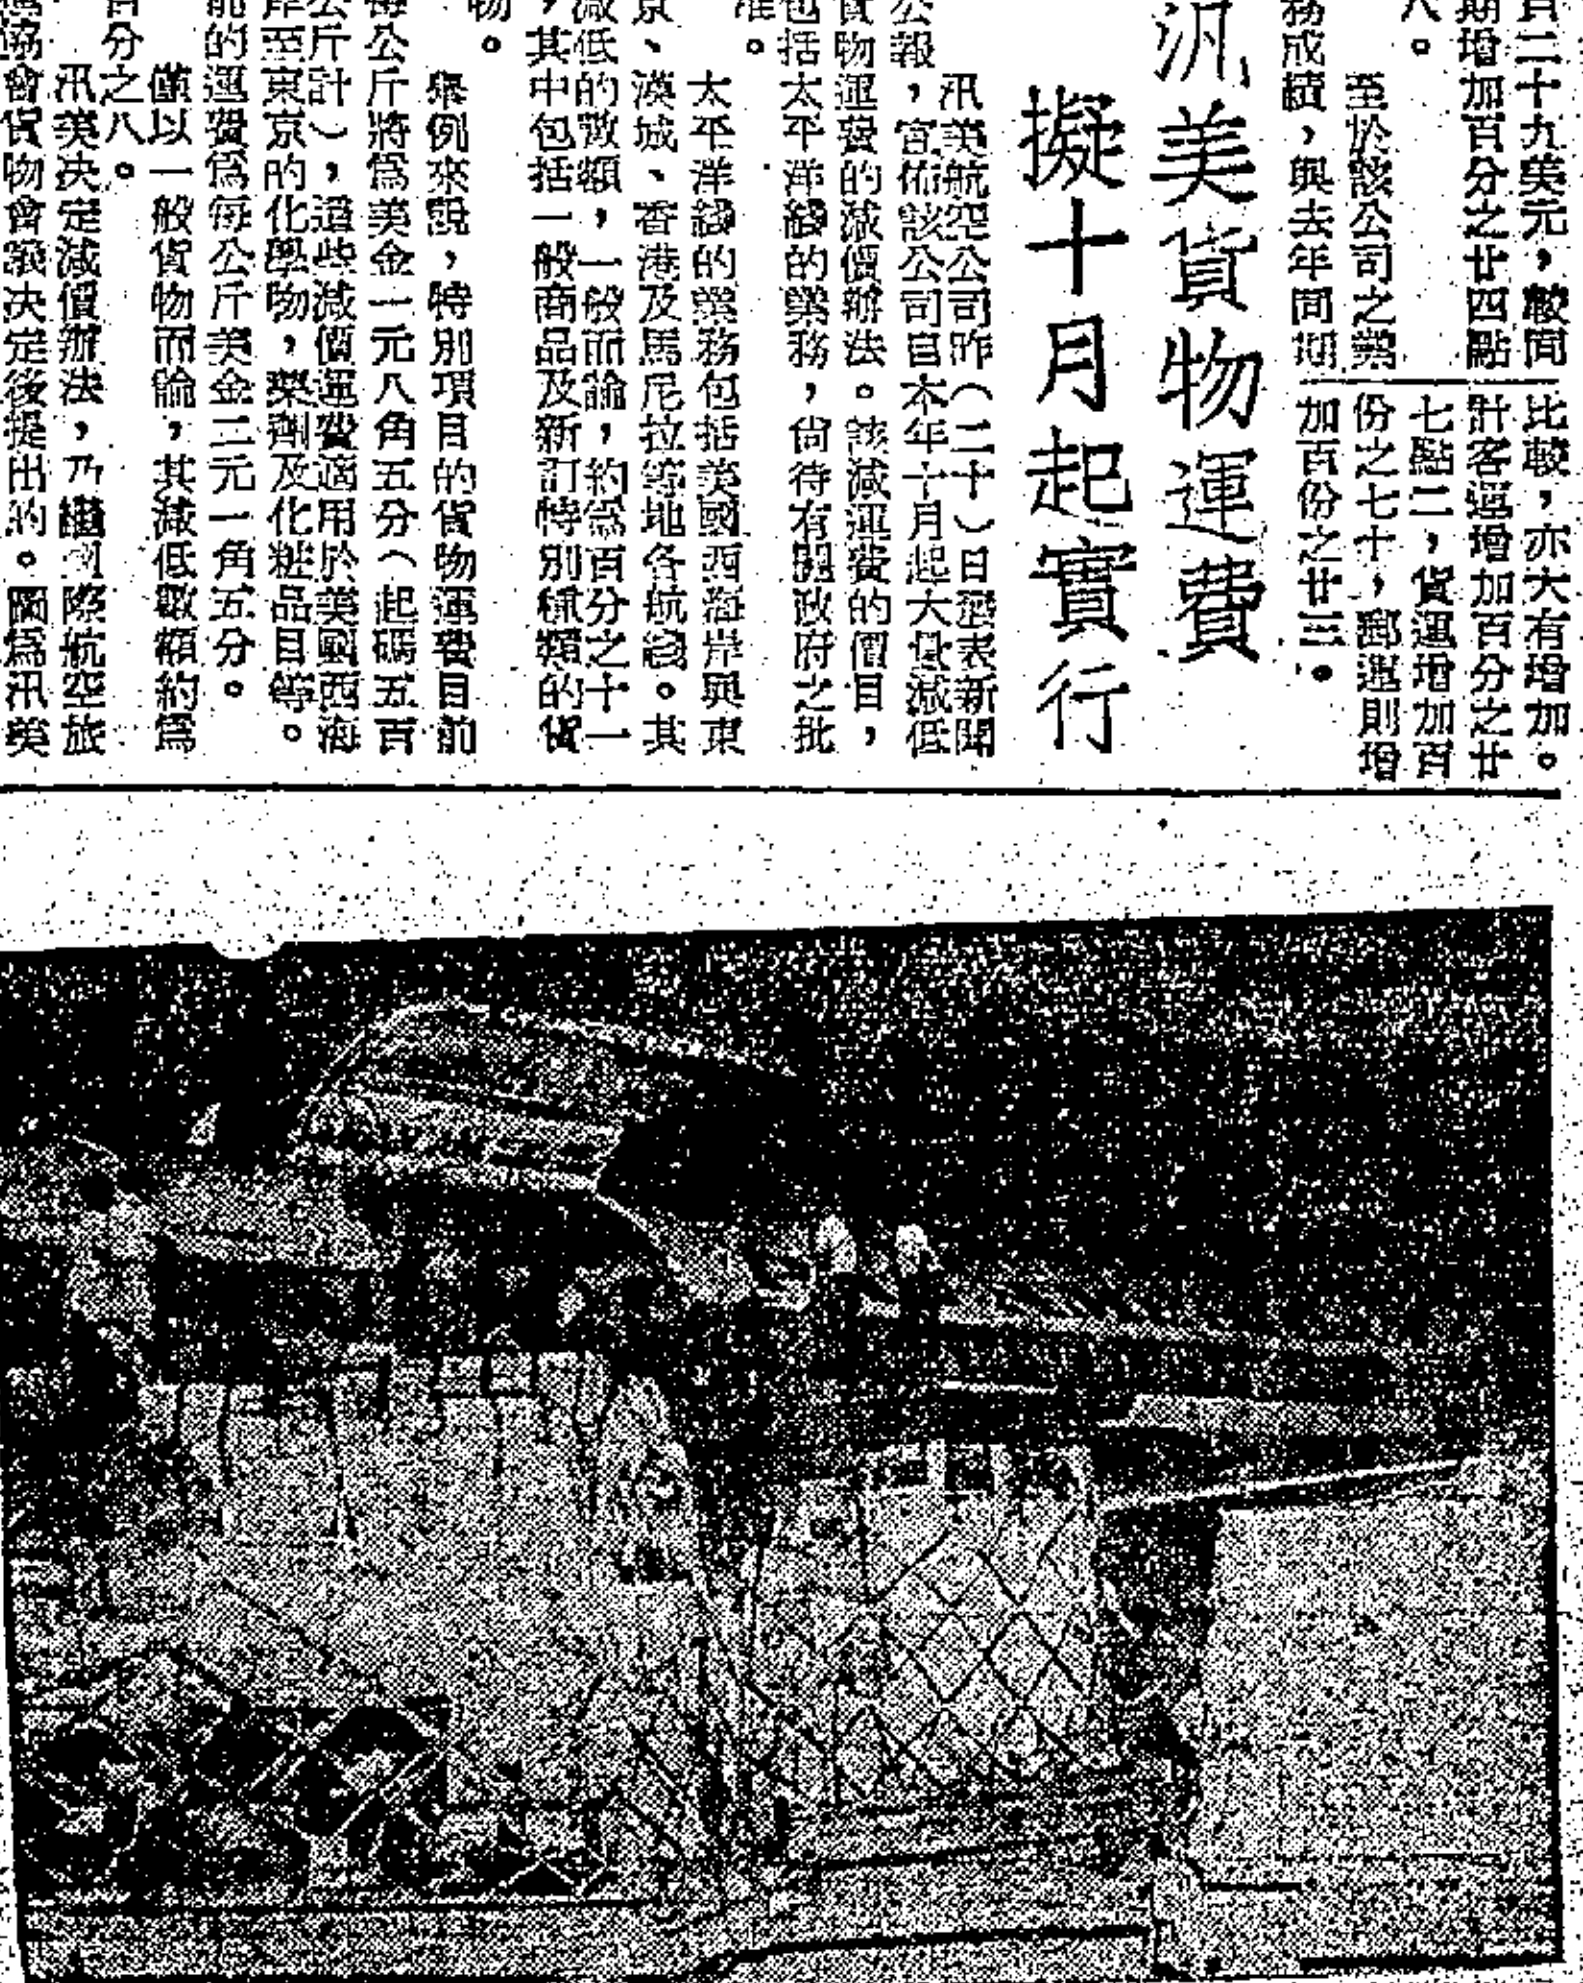 百二十九美元，較同
期增加百分之廿四點
八。
至於該公司之業
務成績，與去年同期
比較，亦大有增加。
計客運增加百分之廿
七點二，貨運增加百
份之七十，郵遞則增
加百份之廿三。
汎美貨物運費
擬十月起實行
汎美航空公司昨（二十）日發表新聞
公報，宣佈該公司自本年十月起大量減低
貨物運費的減價辦法。該減運費的價目，
包括太平洋綫的業務，尚待有關政府之批
准。
太平洋綫的業務包括美國西海岸與東
京、漢城、香港及馬尼拉等地各航綫。其
減低的數額，一般而論，約爲百分之十一
，其中包括一般商品及新訂特別種類的貨
物。
舉例來說，特別項目的貨物運費目前
每公斤將爲美金一元八角五分（起碼五百
公斤計），這些減價運費適用於美國西海
岸至東京的化學物，藥劑及化粧品目等。
前的運費爲每公斤美金二元一角五分。
僅以一般貨物而論，其減低數額約爲
百分之八。
汎美決定減價辦法，乃繼國際航空旅
運協會貨物會議决定後提出的。圖爲汎美